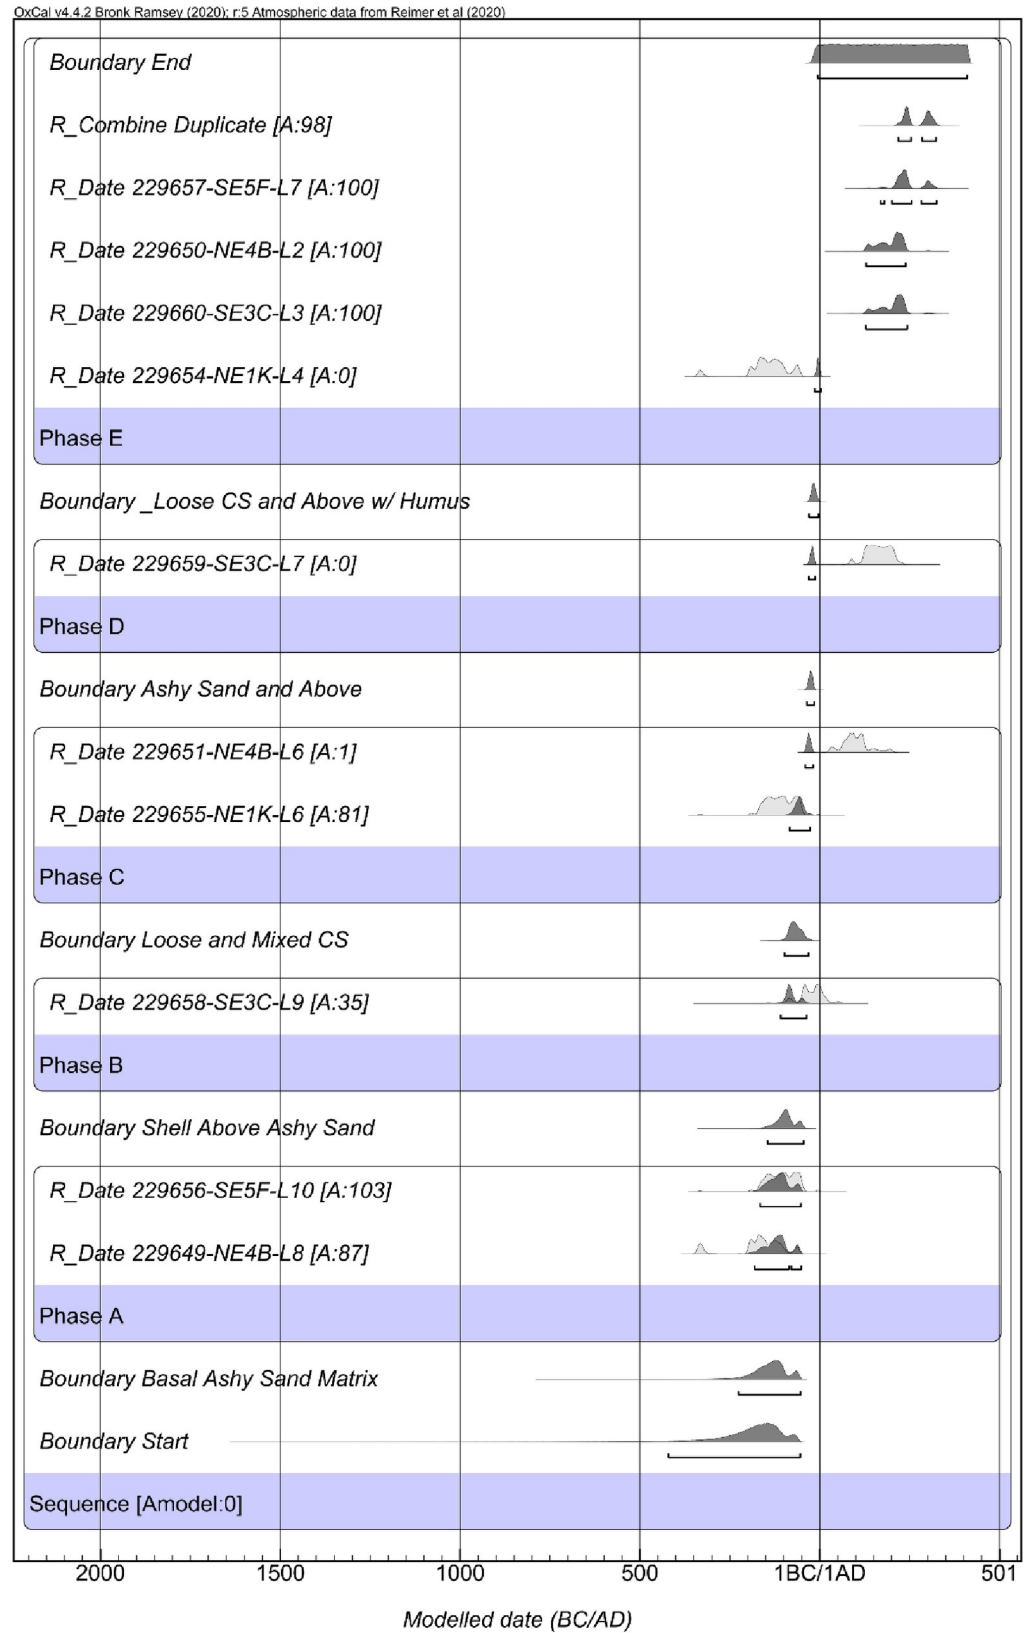 OxCal v4.4.2 Bronk Ramsey (2020); r:5 Atmospheric data from Reimer et al (2020)
Boundary End
R_Combine Duplicate [A:98]
R_Date 229657-SE5F-L7 [A:100]
R_Date 229650-NE4B-L2 [A:100]
R_Date 229660-SE3C-L3 [A:100]
R_Date 229654-NE1K-L4 [A:0]
Phase E
Boundary _Loose CS and Above w/ Humus
R_Date 229659-SE3C-L7 [A:0]
Phase D
Boundary Ashy Sand and Above
R_Date 229651-NE4B-L6 [A:1]
R_Date 229655-NE1K-L6 [A:81]
Phase C
Boundary Loose and Mixed CS
R_Date 229658-SE3C-L9 [A:35]
Phase B
Boundary Shell Above Ashy Sand
R_Date 229656-SE5F-L10 [A:103]
R_Date 229649-NE4B-L8 [A:87]
Phase A
Boundary Basal Ashy Sand Matrix
Boundary Start
Sequence [Amodel:0]
2000 1500 1000 500 1BC/1AD 501
Modelled date (BC/AD)